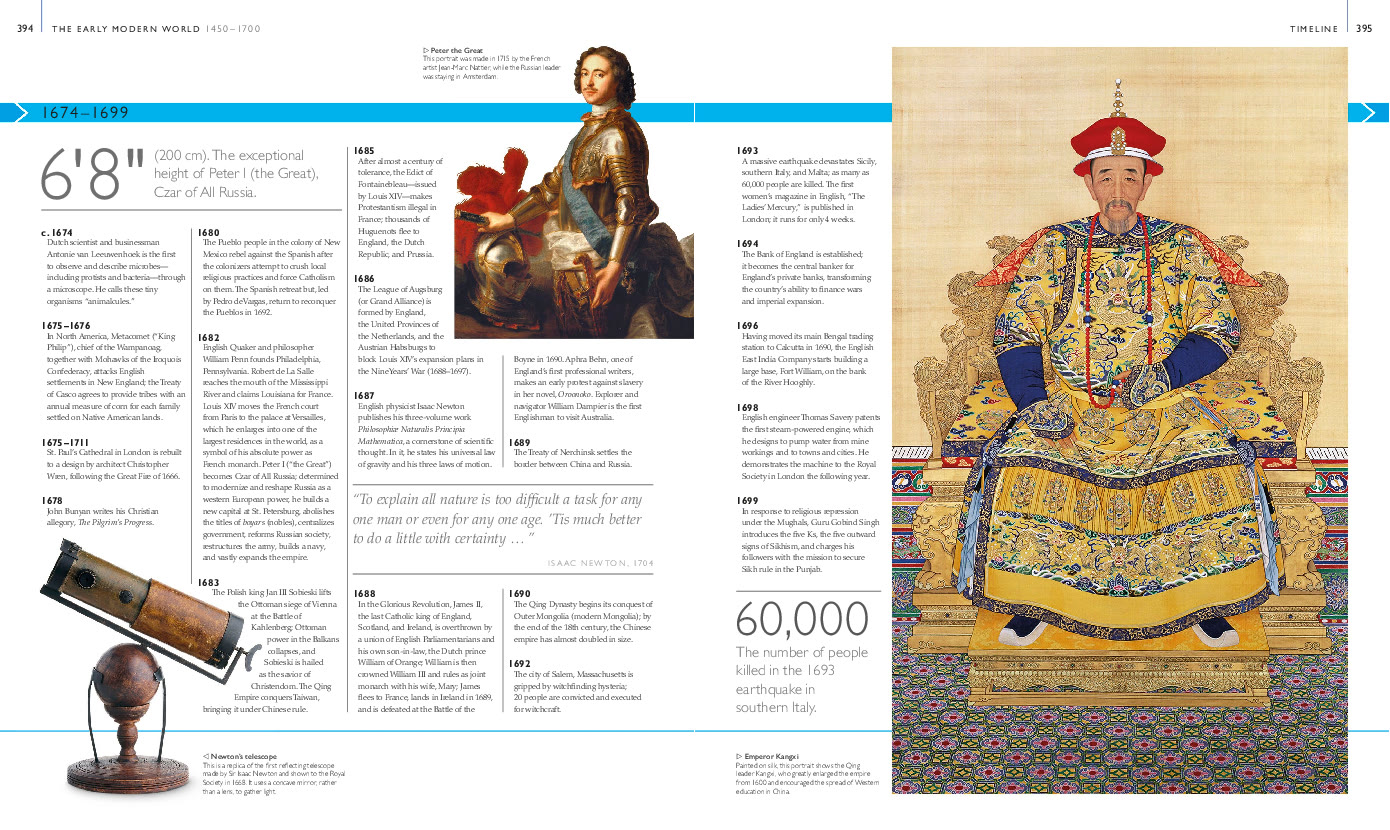 394
THE EARLY MODERN WORLD 1450–1700
TIMELINE
395
▷ Peter the Great
This portrait was made in 1715 by the French
artist Jean-Marc Nattier, while the Russian leader
was staying in Amsterdam.
1674–1699
6'8"
(200 cm). The exceptional
height of Peter I (the Great),
Czar of All Russia.
c. 1674
Dutch scientist and businessman
Antonie van Leeuwenhoek is the first
to observe and describe microbes—
including protists and bacteria—through
a microscope. He calls these tiny
organisms “animalcules.”
1675–1676
In North America, Metacomet (“King
Philip”), chief of the Wampanoag,
together with Mohawks of the Iroquois
Confederacy, attacks English
settlements in New England; the Treaty
of Casco agrees to provide tribes with an
annual measure of corn for each family
settled on Native American lands.
1675–1711
St. Paul’s Cathedral in London is rebuilt
to a design by architect Christopher
Wren, following the Great Fire of 1666.
1678
John Bunyan writes his Christian
allegory, The Pilgrim’s Progress.
1680
The Pueblo people in the colony of New
Mexico rebel against the Spanish after
the colonizers attempt to crush local
religious practices and force Catholicism
on them. The Spanish retreat but, led
by Pedro de Vargas, return to reconquer
the Pueblos in 1692.
1682
English Quaker and philosopher
William Penn founds Philadelphia,
Pennsylvania. Robert de La Salle
reaches the mouth of the Mississippi
River and claims Louisiana for France.
Louis XIV moves the French court
from Paris to the palace at Versailles,
which he enlarges into one of the
largest residences in the world, as a
symbol of his absolute power as
French monarch. Peter I (“the Great”)
becomes Czar of All Russia; determined
to modernize and reshape Russia as a
western European power, he builds a
new capital at St. Petersburg, abolishes
the titles of boyars (nobles), centralizes
government, reforms Russian society,
restructures the army, builds a navy,
and vastly expands the empire.
1683
The Polish king Jan III Sobieski lifts
the Ottoman siege of Vienna
at the Battle of
Kahlenberg; Ottoman
power in the Balkans
collapses, and
Sobieski is hailed
as the savior of
Christendom. The Qing
Empire conquers Taiwan,
bringing it under Chinese rule.
1685
After almost a century of
tolerance, the Edict of
Fontainebleau—issued
by Louis XIV—makes
Protestantism illegal in
France; thousands of
Huguenots flee to
England, the Dutch
Republic, and Prussia.
1686
The League of Augsburg
(or Grand Alliance) is
formed by England,
the United Provinces of
the Netherlands, and the
Austrian Habsburgs to
block Louis XIV’s expansion plans in
the Nine Years’ War (1688–1697).
1687
English physicist Isaac Newton
publishes his three-volume work
Philosophiæ Naturalis Principia
Mathematica, a cornerstone of scientific
thought. In it, he states his universal law
of gravity and his three laws of motion.
Boyne in 1690. Aphra Behn, one of
England’s first professional writers,
makes an early protest against slavery
in her novel, Oroonoko. Explorer and
navigator William Dampier is the first
Englishman to visit Australia.
1689
The Treaty of Nerchinsk settles the
border between China and Russia.
“To explain all nature is too difficult a task for any
one man or even for any one age. ’Tis much better
to do a little with certainty … ”
ISAAC NEWTON, 1704
1688
In the Glorious Revolution, James II,
the last Catholic king of England,
Scotland, and Ireland, is overthrown by
a union of English Parliamentarians and
his own son-in-law, the Dutch prince
William of Orange; William is then
crowned William III and rules as joint
monarch with his wife, Mary; James
flees to France, lands in Ireland in 1689,
and is defeated at the Battle of the
1690
The Qing Dynasty begins its conquest of
Outer Mongolia (modern Mongolia); by
the end of the 18th century, the Chinese
empire has almost doubled in size.
1692
The city of Salem, Massachusetts is
gripped by witchfinding hysteria;
20 people are convicted and executed
for witchcraft.
◁ Newton’s telescope
This is a replica of the first reflecting telescope
made by Sir Isaac Newton and shown to the Royal
Society in 1668. It uses a concave mirror, rather
than a lens, to gather light.
1693
A massive earthquake devastates Sicily,
southern Italy, and Malta; as many as
60,000 people are killed. The first
women’s magazine in English, “The
Ladies’ Mercury,” is published in
London; it runs for only 4 weeks.
1694
The Bank of England is established;
it becomes the central banker for
England’s private banks, transforming
the country’s ability to finance wars
and imperial expansion.
1696
Having moved its main Bengal trading
station to Calcutta in 1690, the English
East India Company starts building a
large base, Fort William, on the bank
of the River Hooghly.
1698
English engineer Thomas Savery patents
the first steam-powered engine, which
he designs to pump water from mine
workings and to towns and cities. He
demonstrates the machine to the Royal
Society in London the following year.
1699
In response to religious repression
under the Mughals, Guru Gobind Singh
introduces the five Ks, the five outward
signs of Sikhism, and charges his
followers with the mission to secure
Sikh rule in the Punjab.
60,000
The number of people
killed in the 1693
earthquake in
southern Italy.
▷ Emperor Kangxi
Painted on silk, this portrait shows the Qing
leader Kangxi, who greatly enlarged the empire
from 1600 and encouraged the spread of Western
education in China.